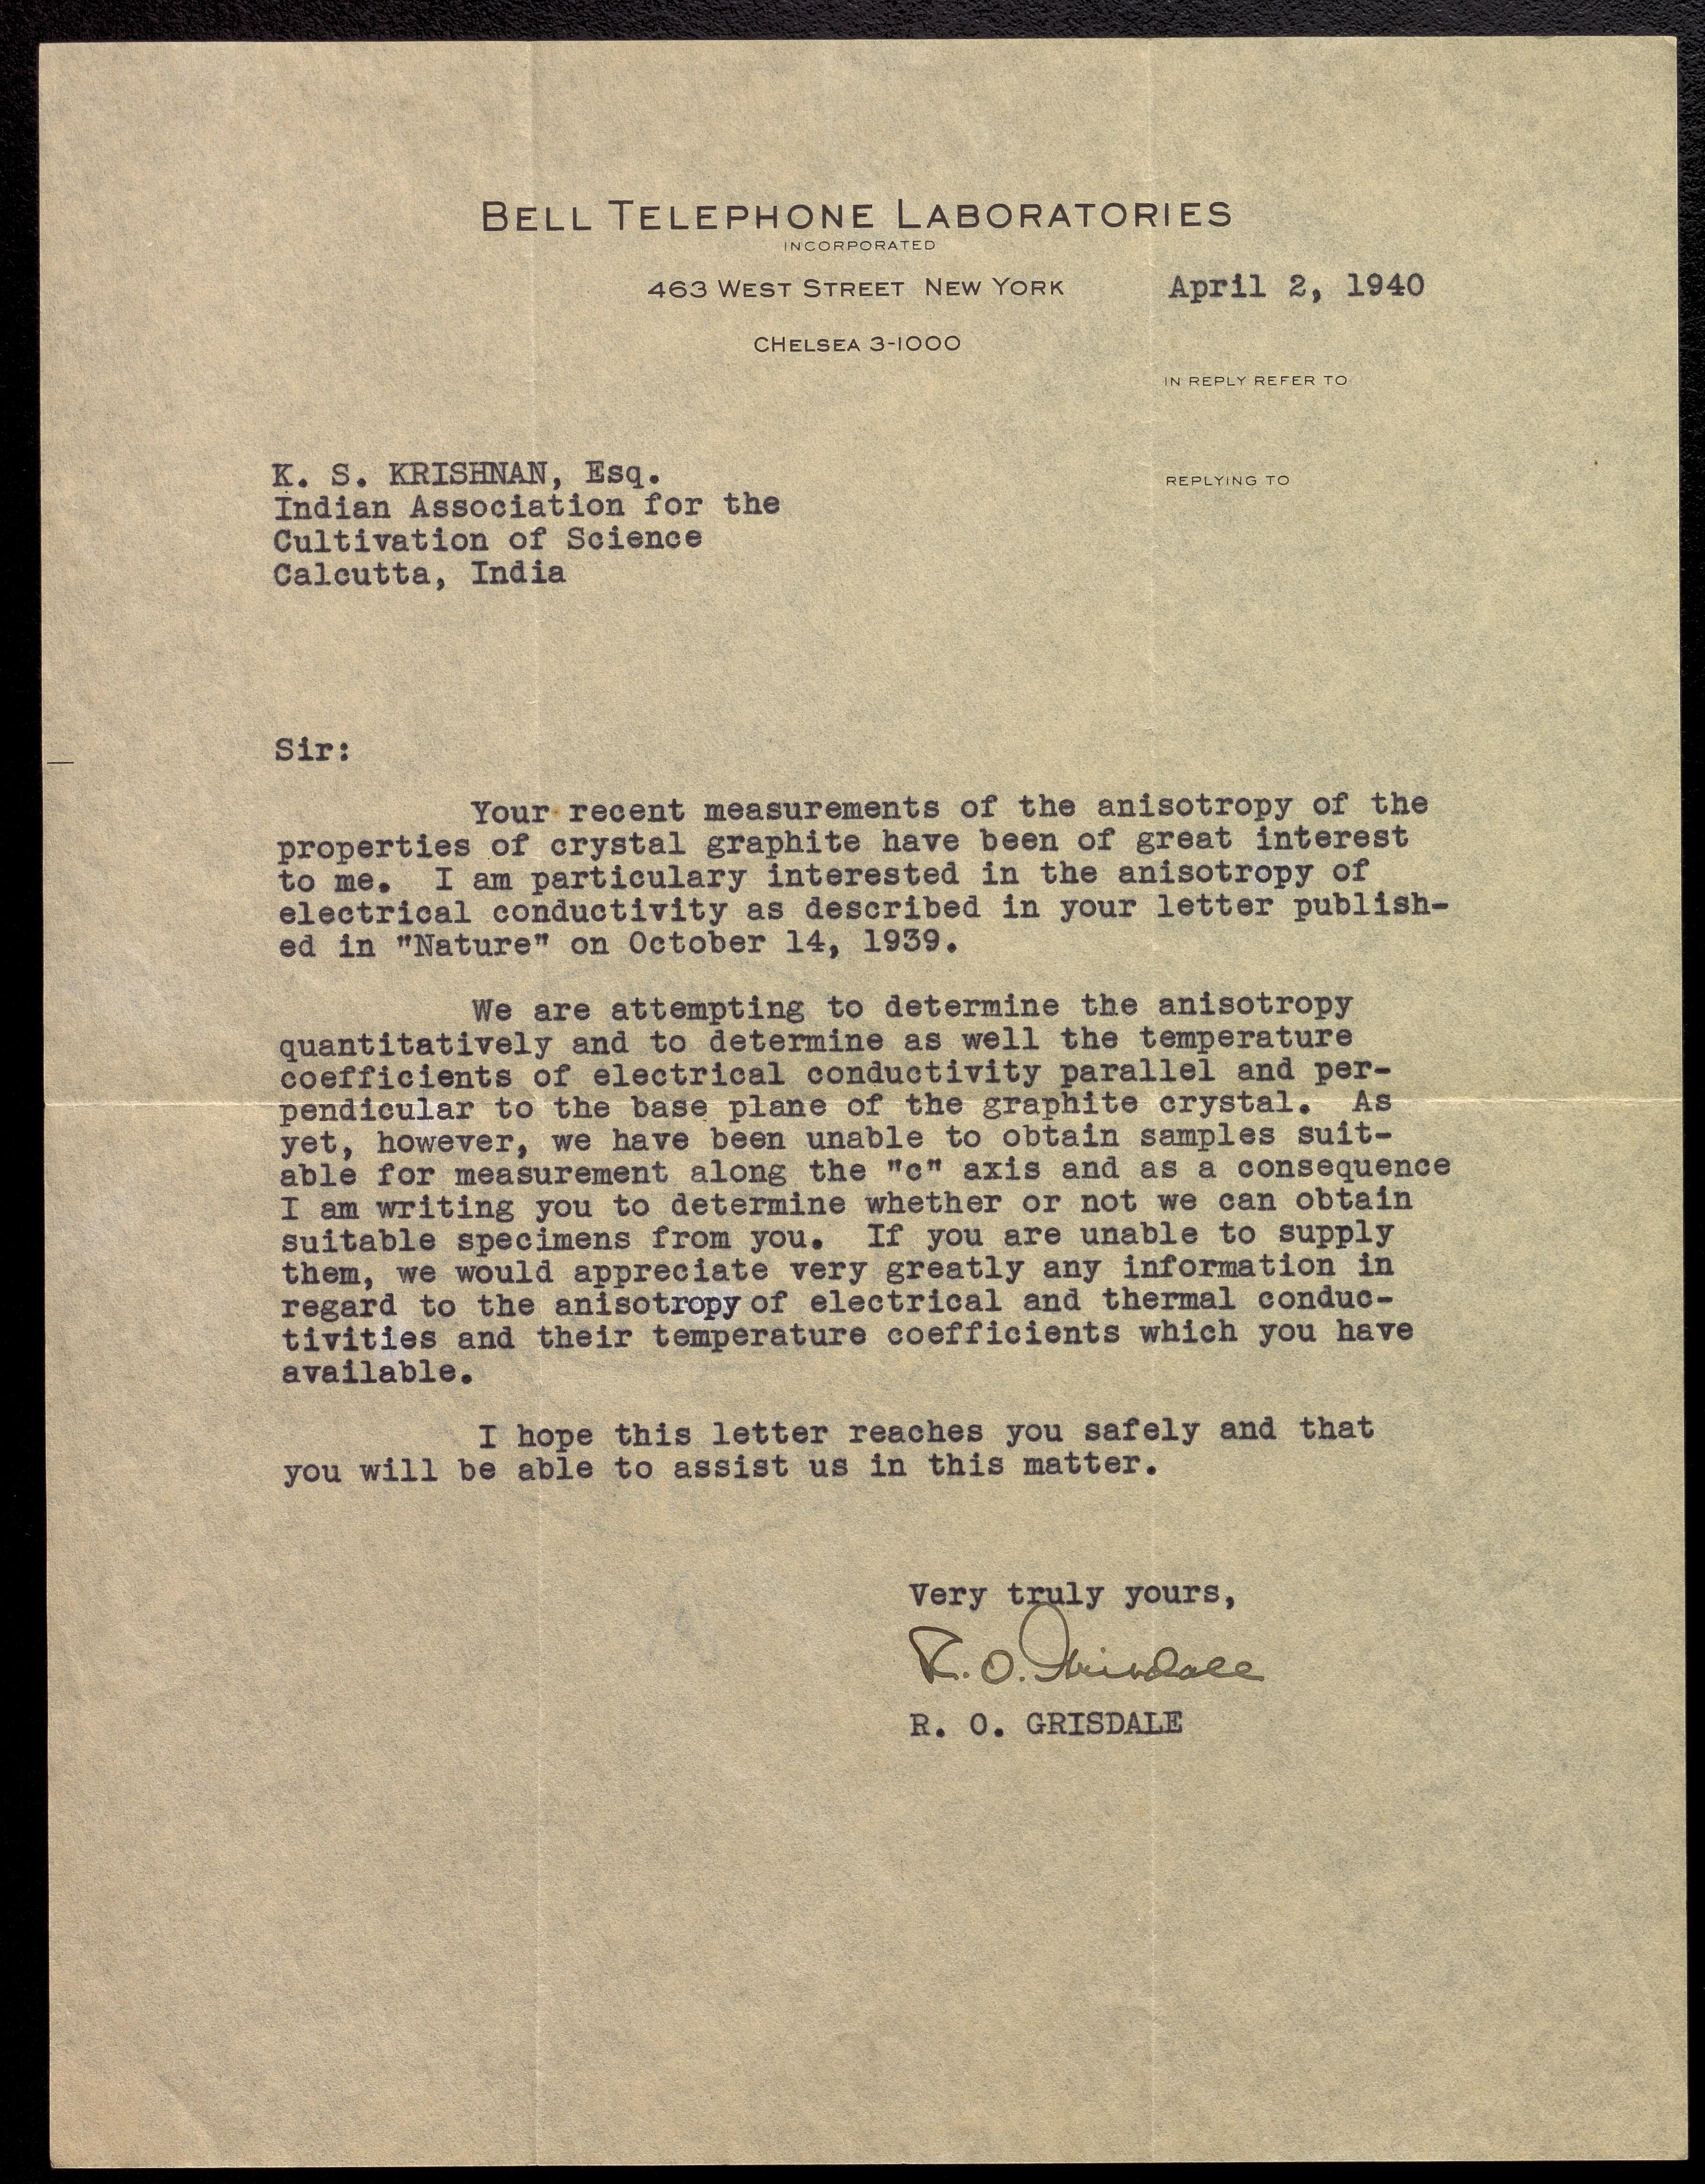 BELL TELEPHONE LABORATORIES
INCORPORATED
463 WEST STREET NEW YORK
April 2, 1940
CHELSEA 3-1000
IN REPLY REFER TO
K. S. KRISHNAN, Esq.
Indian Association for the
Cultivation of Science
Calcutta, India
REPLYING TO
Sir:
Your recent measurements of the anisotropy of the
properties of crystal graphite have been of great interest
to me. I am particulary interested in the anisotropy of
electrical conductivity as described in your letter publish-
ed in "Nature" on October 14, 1939.
We are attempting to determine the anisotropy
quantitatively and to determine as well the temperature
coefficients of electrical conductivity parallel and per-
pendicular to the base plane of the graphite crystal. As
yet, however, we have been unable to obtain samples suit-
able for measurement along the "c" axis and as a consequence
I am writing you to determine whether or not we can obtain
suitable specimens from you. If you are unable to supply
them, we would appreciate very greatly any information in
regard to the anisotropy of electrical and thermal conduc-
tivities and their temperature coefficients which you have
available.
I hope this letter reaches you safely and that
you will be able to assist us in this matter.
Very truly yours,
R. O. Grisdale
R. O. GRISDALE